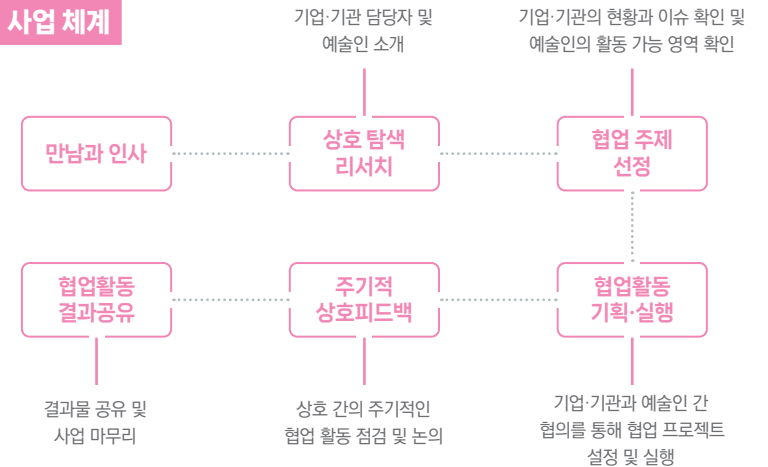 사업 체계
기업·기관 담당자 및
예술인 소개
기업·기관의 현황과 이슈 확인 및
예술인의 활동 가능 영역 확인
만남과 인사
상호 탐색
리서치
협업 주제
선정
협업활동
결과공유
주기적
상호피드백
협업활동
기획·실행
결과물 공유 및
사업 마무리
상호 간의 주기적인
협업 활동 점검 및 논의
기업·기관과 예술인 간
협의를 통해 협업 프로젝트
설정 및 실행